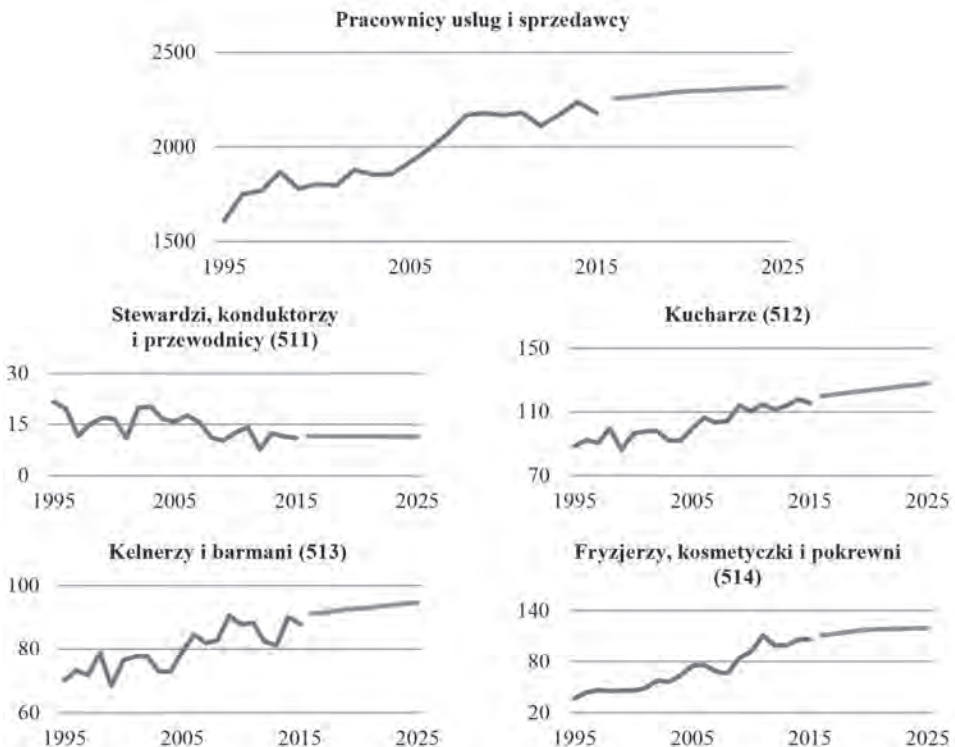 Pracownicy usług i sprzedawcy
2500
2000
1500
1995 2005 2015 2025
Stewardzi, konduktorzy
i przewodnicy (511)
30
15
0
1995 2005 2015 2025
Kucharze (512)
150
110
70
1995 2005 2015 2025
Kelnerzy i barmani (513)
100
80
60
1995 2005 2015 2025
Fryzjerzy, kosmetyczki i pokrewni
(514)
140
80
20
1995 2005 2015 2025